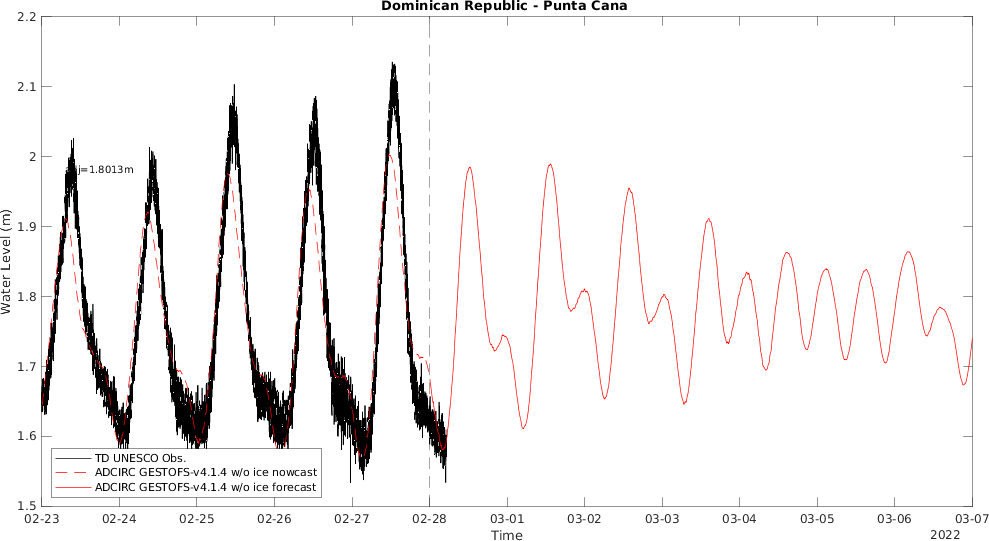 Dominican Republic - Punta Cana
2.2
2.1
2
1.9
1.8
1.7
1.6
1.5
Water Level (m)
j=1.8013m
TD UNESCO Obs.
ADCIRC GESTOFS-v4.1.4 w/o ice nowcast
ADCIRC GESTOFS-v4.1.4 w/o ice forecast
02-23 02-24 02-25 02-26 02-27 02-28 03-01 03-02 03-03 03-04 03-05 03-06 03-07
Time
2022